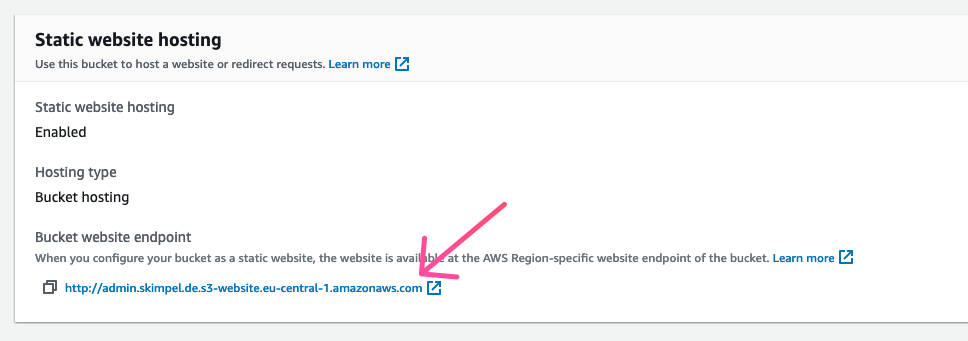 Static website hosting
Use this bucket to host a website or redirect requests. Learn more
Static website hosting
Enabled
Hosting type
Bucket hosting
Bucket website endpoint
When you configure your bucket as a static website, the website is available at the AWS Region-specific website endpoint of the bucket. Learn more
http://admin.skimpel.de.s3-website.eu-central-1.amazonaws.com